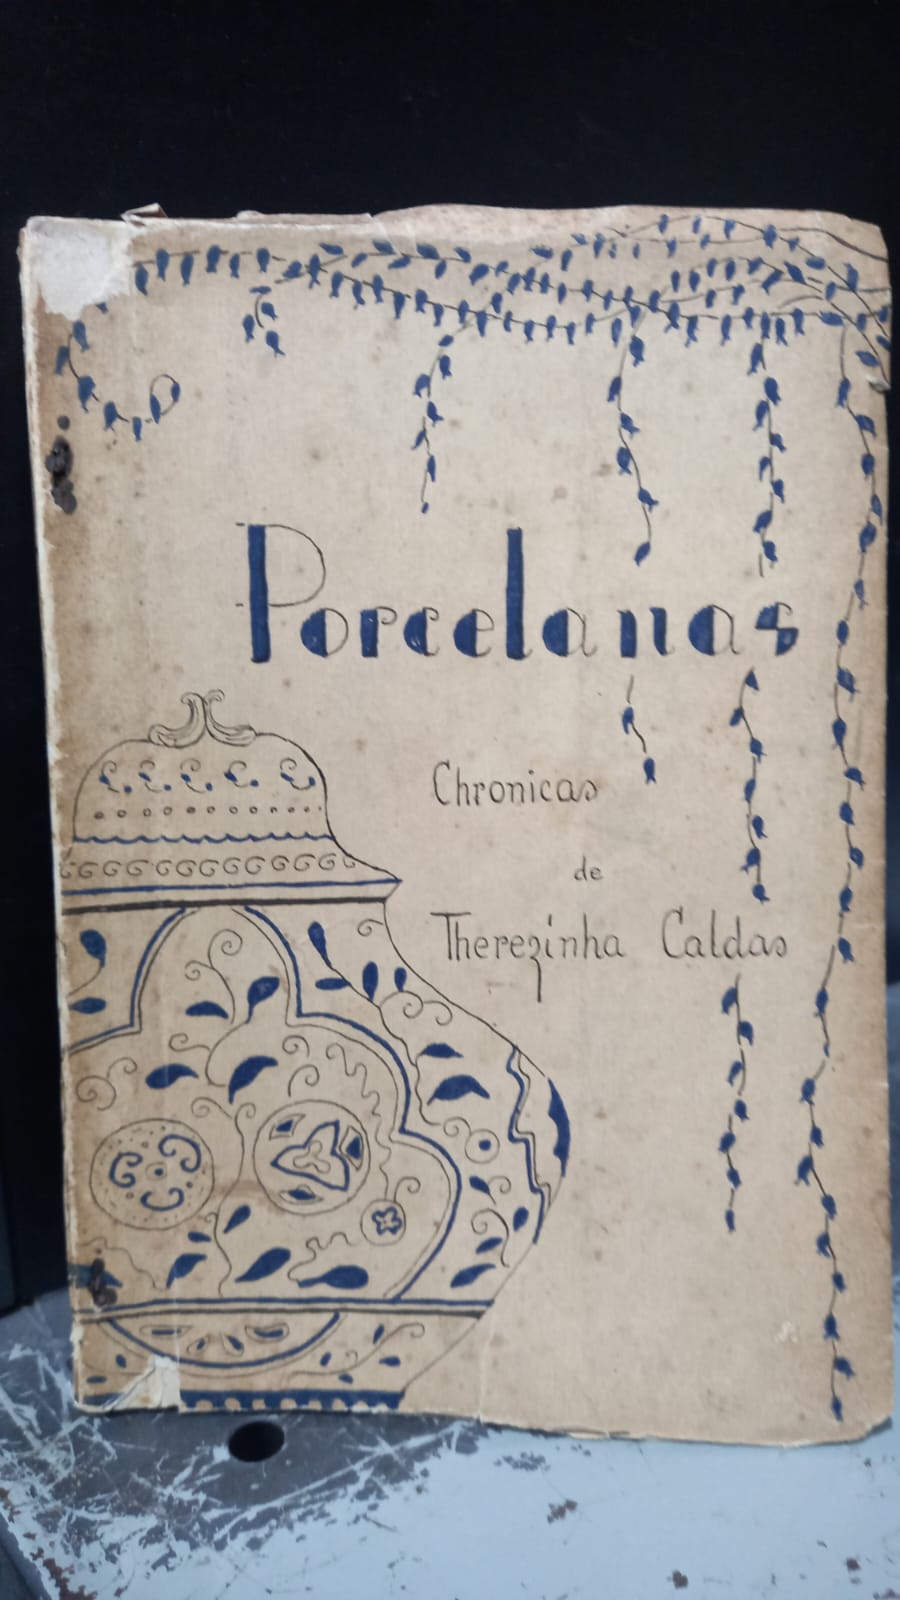 Porcelanas
Chronicas
de
Therezinha Caldas